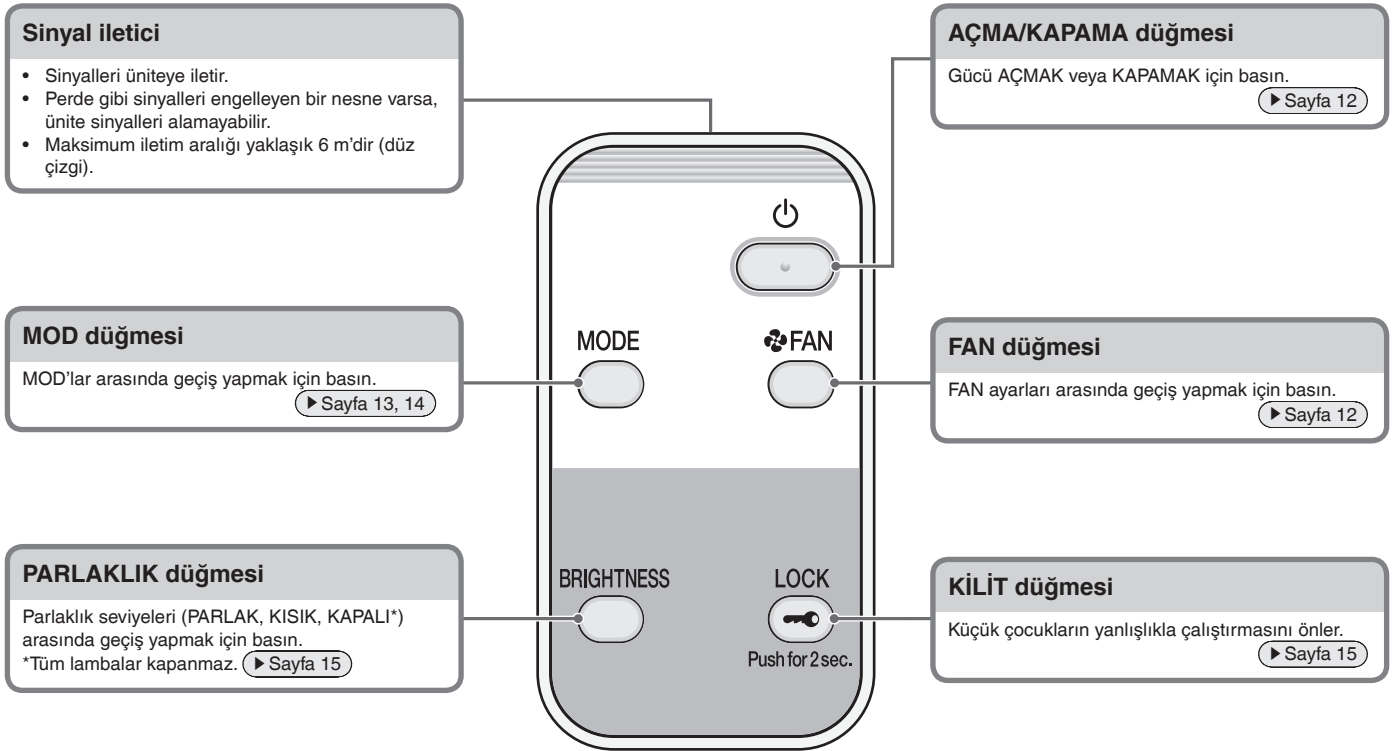 Sinyal iletici
• Sinyalleri üniteye iletir.
• Perde gibi sinyalleri engelleyen bir nesne varsa,
ünite sinyalleri alamayabilir.
• Maksimum iletim aralığı yaklaşık 6 m'dir (düz
çizgi).
AÇMA/KAPAMA düğmesi
Gücü AÇMAK veya KAPAMAK için basın.
▶ Sayfa 12
MOD düğmesi
MOD'lar arasında geçiş yapmak için basın.
▶ Sayfa 13, 14
MODE
FAN
FAN düğmesi
FAN ayarları arasında geçiş yapmak için basın.
▶ Sayfa 12
PARLAKLIK düğmesi
Parlaklık seviyeleri (PARLAK, KISIK, KAPALI*)
arasında geçiş yapmak için basın.
*Tüm lambalar kapanmaz. ▶ Sayfa 15
BRIGHTNESS
LOCK
Push for 2 sec.
KİLİT düğmesi
Küçük çocukların yanlışlıkla çalıştırmasını önler.
▶ Sayfa 15